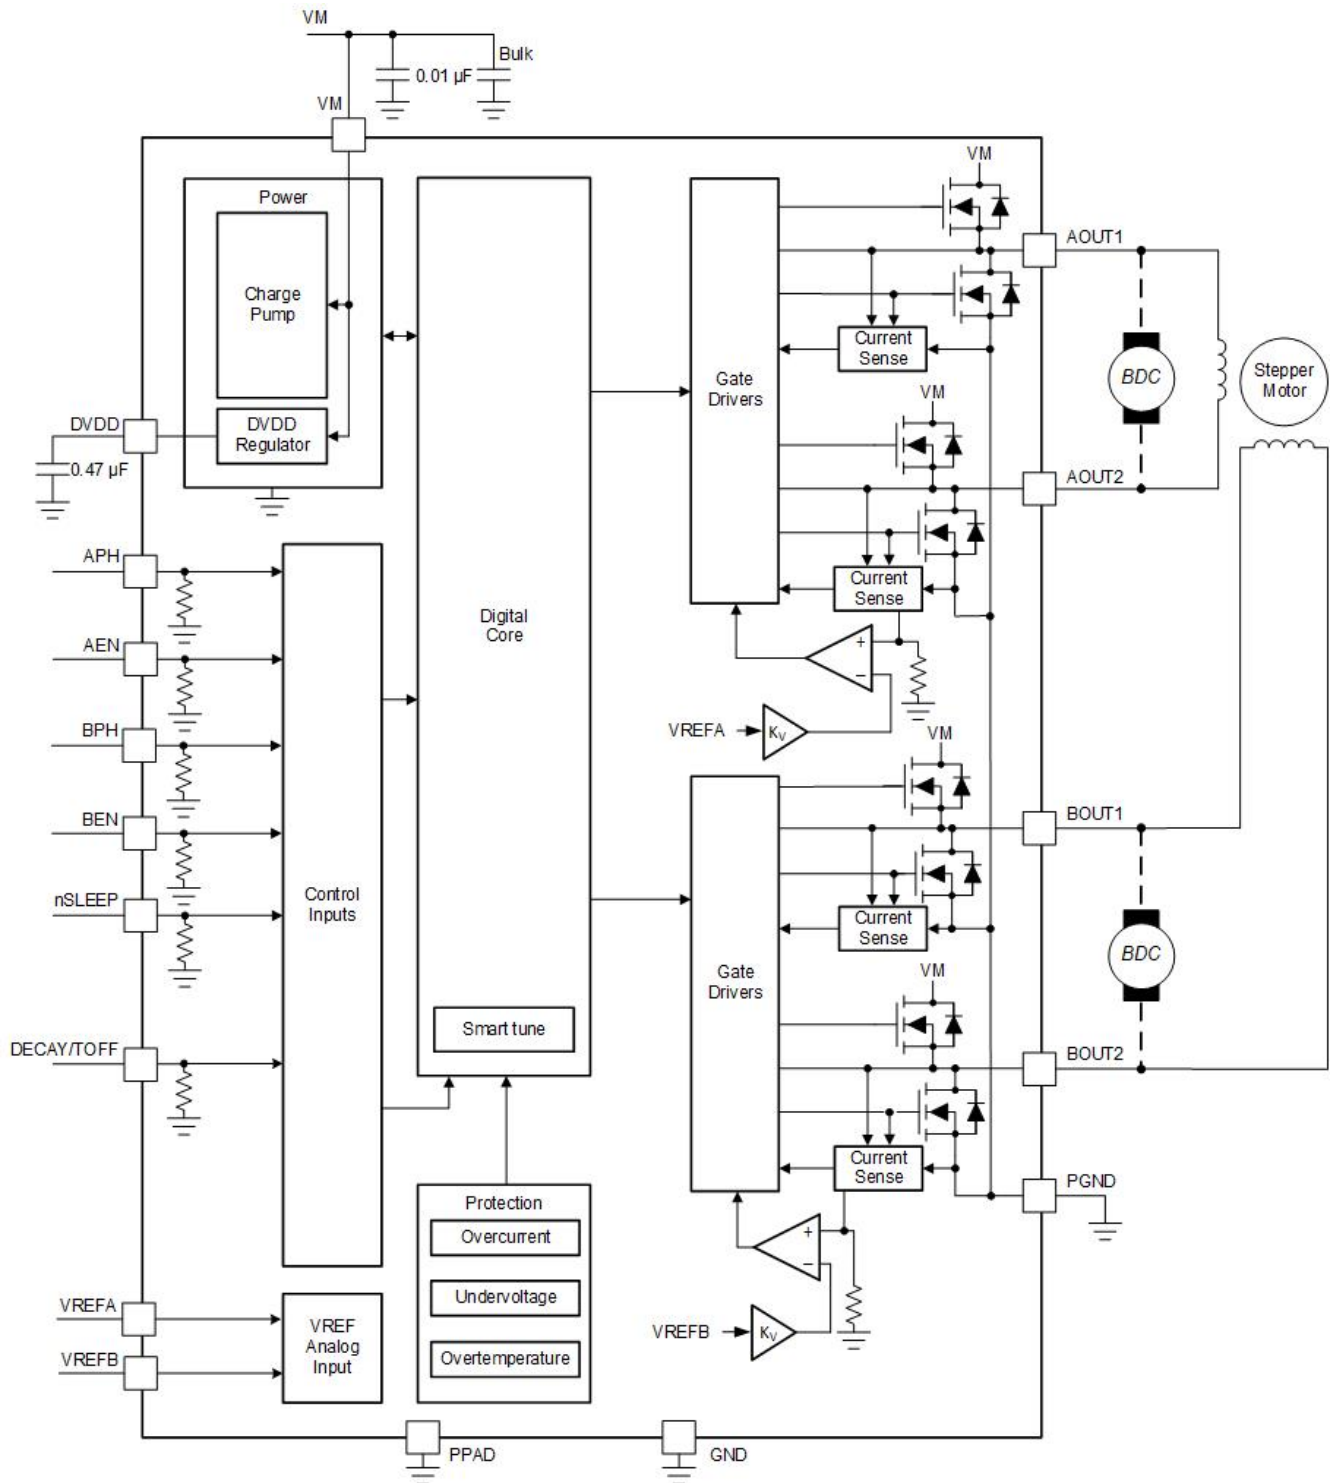 VM
0.01 µF
Bulk
VM
Power
Charge
Pump
DVDD
Regulator
DVDD
0.47 µF
APH
AEN
BPH
BEN
nSLEEP
DECAY/TOFF
Control
Inputs
VREFA
VREFB
VREF
Analog
Input
Digital
Core
Smart tune
Protection
Overcurrent
Undervoltage
Overtemperature
PPAD
GND
Gate
Drivers
VM
Current
Sense
VM
Current
Sense
+
−
VREFA
KV
AOUT1
BDC
Stepper
Motor
AOUT2
Gate
Drivers
VM
Current
Sense
VM
Current
Sense
+
−
VREFB
KV
BOUT1
BDC
BOUT2
PGND